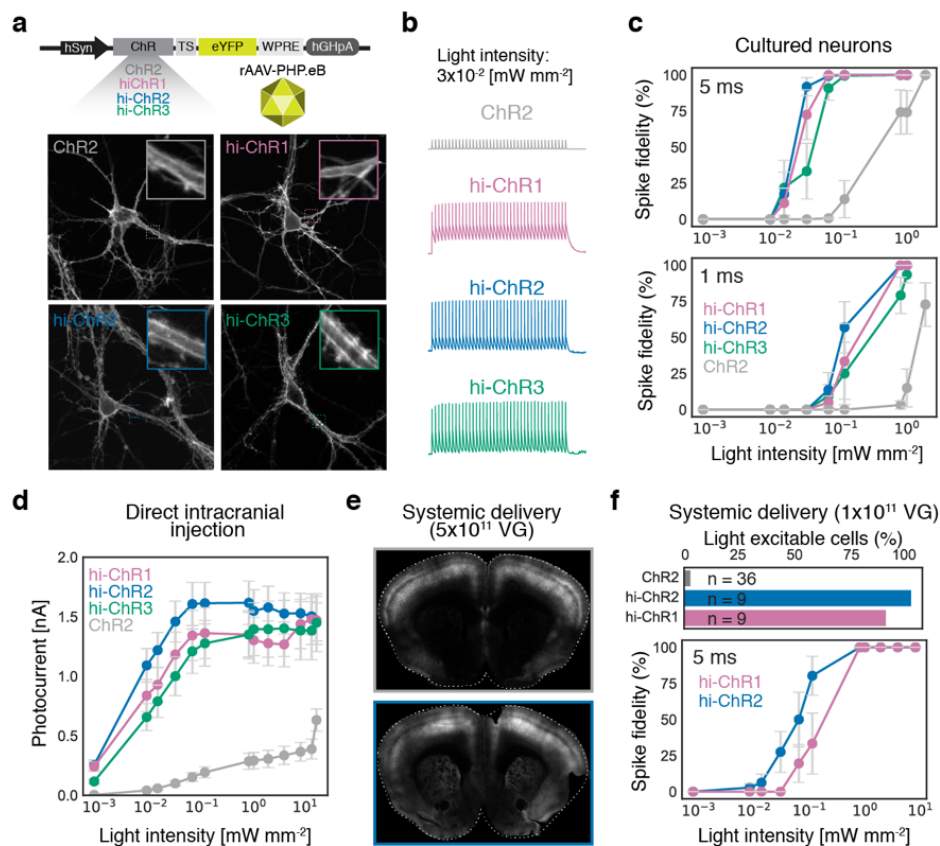 a
hSyn
ChR
TS
eYFP
WPRE
hGHpA
ChR2
hiChR1
hi-ChR2
hi-ChR3
rAAV-PHP.eB
ChR2
hi-ChR1
hi-ChR2
hi-ChR3
b
Light intensity:
3x10-2 [mW mm-2]
ChR2
hi-ChR1
hi-ChR2
hi-ChR3
c
Cultured neurons
Spike fidelity (%)
100
75
50
25
0
5 ms
10⁻³
10⁻²
10⁻¹
10⁰
Spike fidelity (%)
100
75
50
25
0
1 ms
hi-ChR1
hi-ChR2
hi-ChR3
ChR2
10⁻³
10⁻²
10⁻¹
10⁰
Light intensity [mW mm⁻²]
d
Direct intracranial
injection
Photocurrent [nA]
2.0
1.5
1.0
0.5
0.0
hi-ChR1
hi-ChR2
hi-ChR3
ChR2
10⁻³
10⁻²
10⁻¹
10⁰
10¹
Light intensity [mW mm⁻²]
e
Systemic delivery
(5x10¹¹ VG)
f
Systemic delivery (1x10¹¹ VG)
Light excitable cells (%)
0
25
50
75
100
ChR2
n = 36
hi-ChR2
n = 9
hi-ChR1
n = 9
Spike fidelity (%)
100
75
50
25
0
5 ms
hi-ChR1
hi-ChR2
10⁻³
10⁻²
10⁻¹
10⁰
10¹
Light intensity [mW mm⁻²]